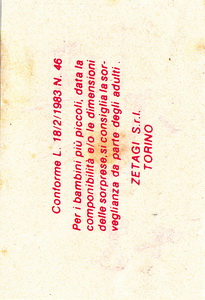 Conforme L. 18/2/1983 N. 46
Per i bambini più piccoli, data la
componibilità e/o le dimensioni
delle sorprese, si consiglia la sor-
veglianza da parte degli adulti.
ZETAGI S.r.l.
TORINO